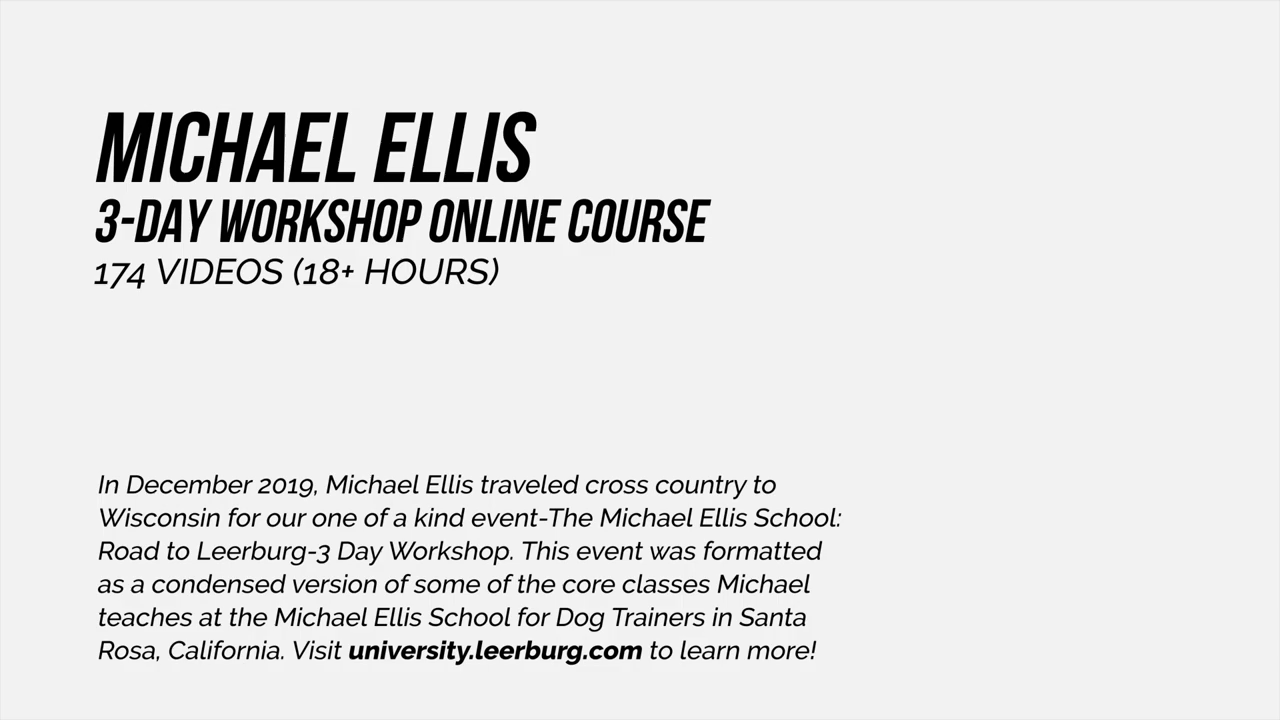 MICHAEL ELLIS
3-DAY WORKSHOP ONLINE COURSE
174 VIDEOS (18+ HOURS)
In December 2019, Michael Ellis traveled cross country to
Wisconsin for our one of a kind event-The Michael Ellis School:
Road to Leerburg-3 Day Workshop. This event was formatted
as a condensed version of some of the core classes Michael
teaches at the Michael Ellis School for Dog Trainers in Santa
Rosa, California. Visit university.leerburg.com to learn more!